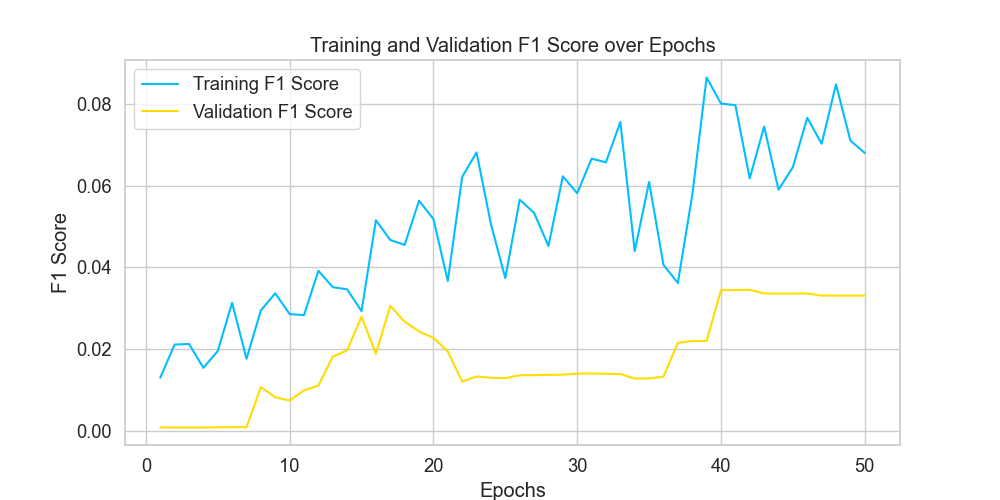 Training and Validation F1 Score over Epochs
Training F1 Score
Validation F1 Score
F1 Score
0.08
0.06
0.04
0.02
0.00
0 10 20 30 40 50
Epochs